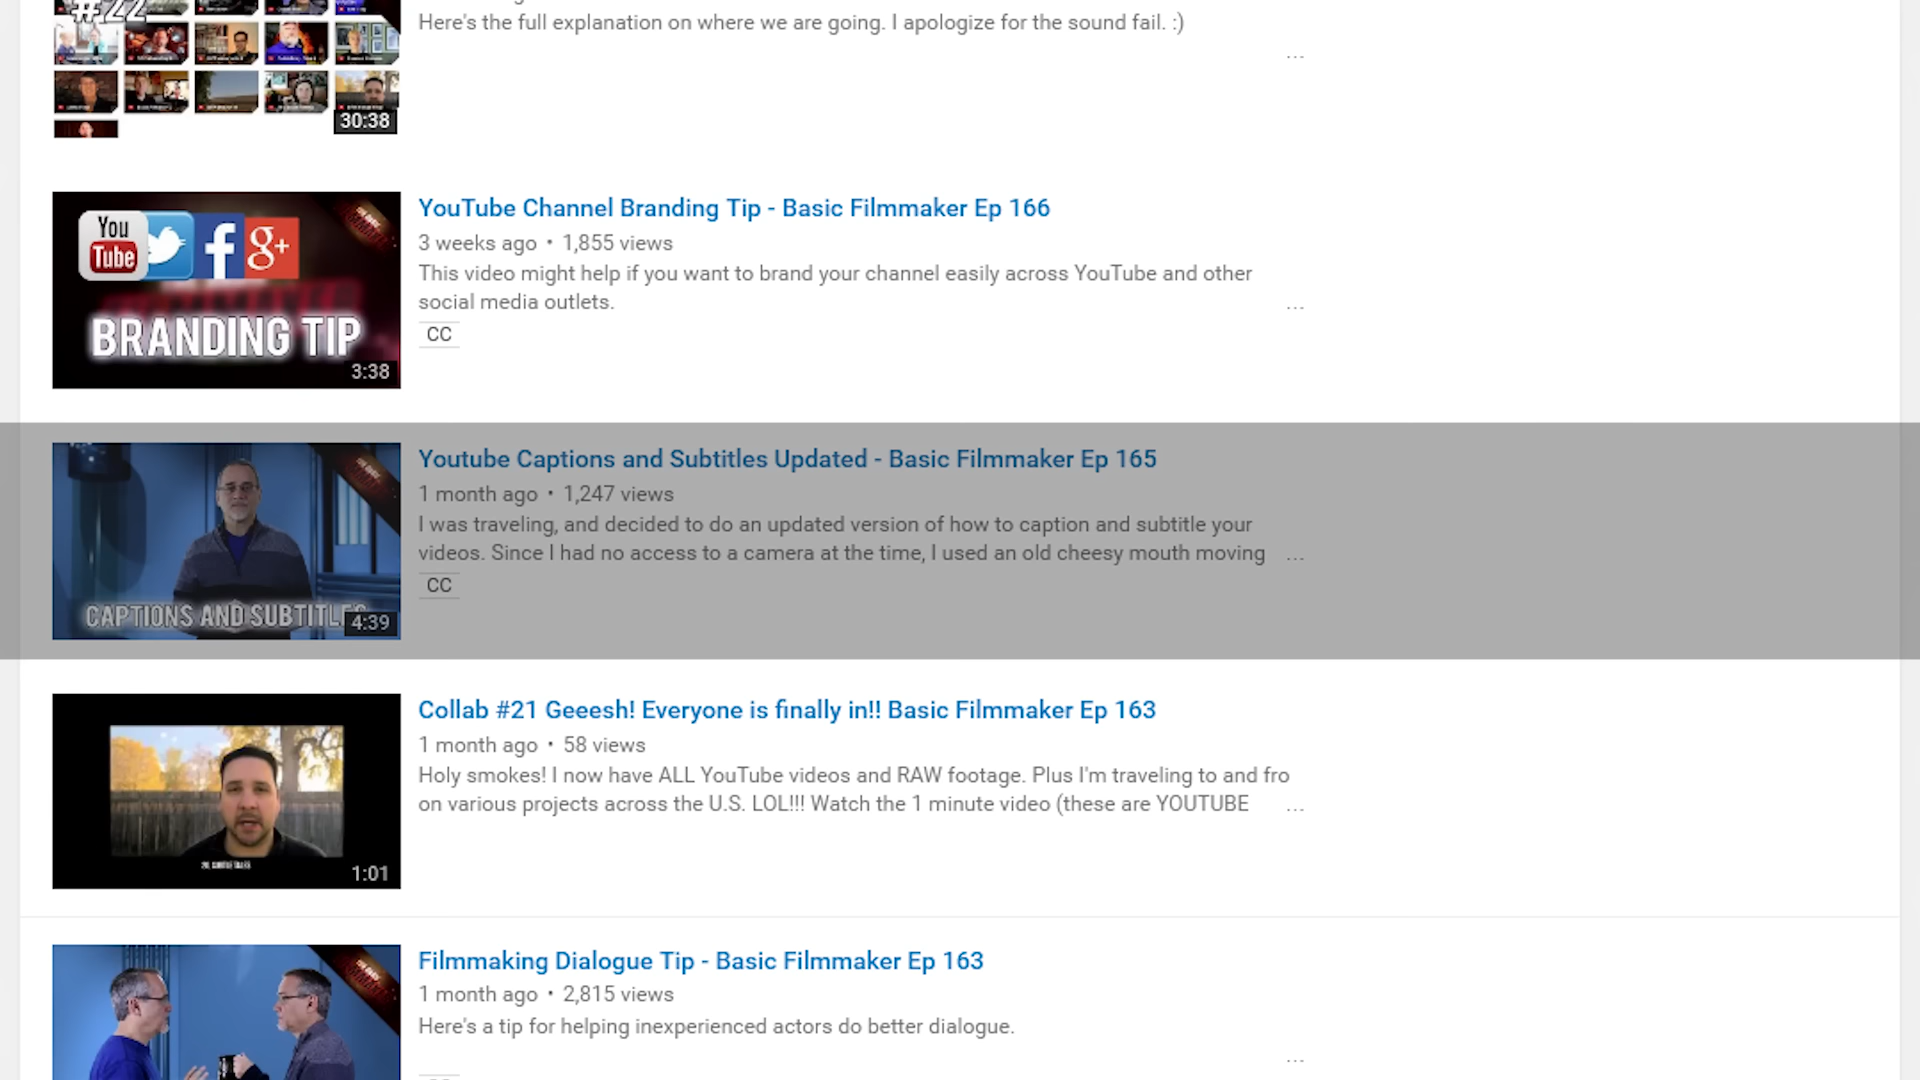 #22
Here's the full explanation on where we are going. I apologize for the sound fail. :)
...
30:38
You
Tube
f
g+
BRANDING TIP
3:38
YouTube Channel Branding Tip - Basic Filmmaker Ep 166
3 weeks ago • 1,855 views
This video might help if you want to brand your channel easily across YouTube and other
social media outlets.
...
CC
CAPTIONS AND SUBTITLES
4:39
Youtube Captions and Subtitles Updated - Basic Filmmaker Ep 165
1 month ago • 1,247 views
I was traveling, and decided to do an updated version of how to caption and subtitle your
videos. Since I had no access to a camera at the time, I used an old cheesy mouth moving ...
CC
1:01
Collab #21 Geeesh! Everyone is finally in!! Basic Filmmaker Ep 163
1 month ago • 58 views
Holy smokes! I now have ALL YouTube videos and RAW footage. Plus I'm traveling to and fro
on various projects across the U.S. LOL!!! Watch the 1 minute video (these are YOUTUBE ...
Filmmaking Dialogue Tip - Basic Filmmaker Ep 163
1 month ago • 2,815 views
Here's a tip for helping inexperienced actors do better dialogue.
...